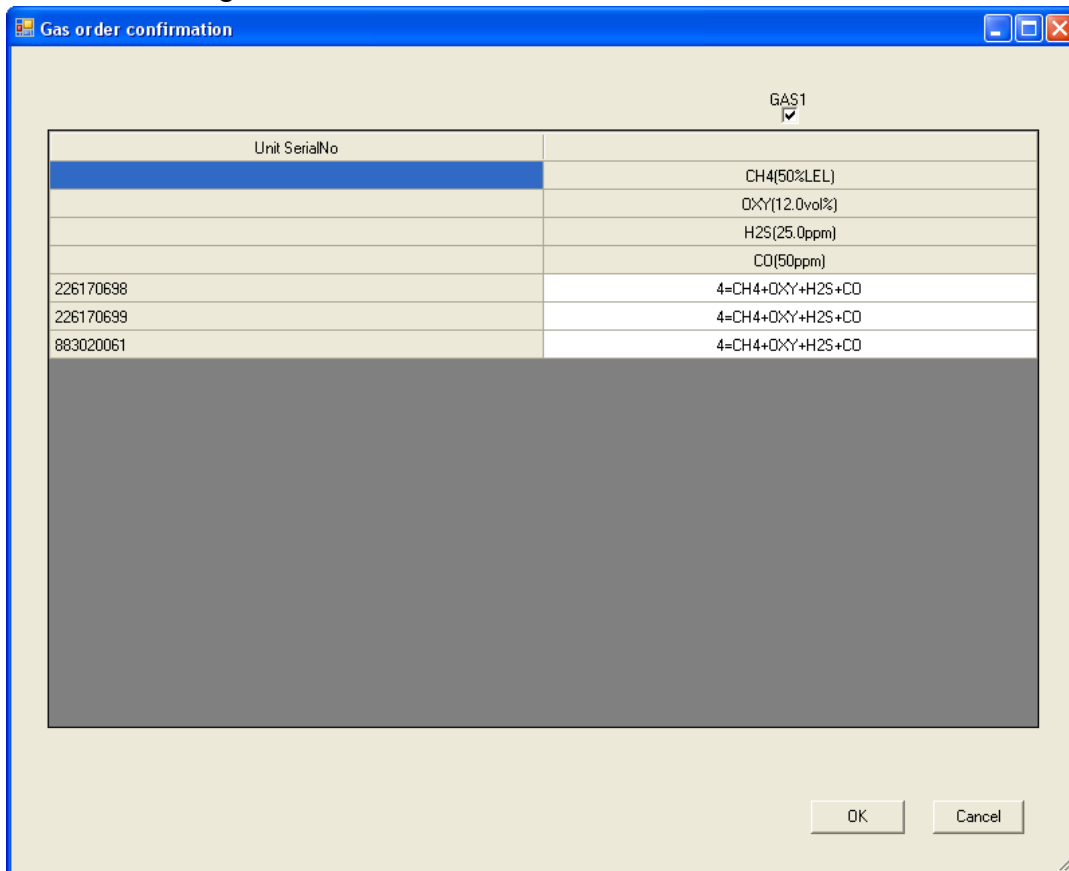 Gas order confirmation
GAS1
Unit SerialNo
CH4(50%LEL)
OXY(12.0vol%)
H2S(25.0ppm)
CO(50ppm)
226170698 4=CH4+OXY+H2S+CO
226170699 4=CH4+OXY+H2S+CO
883020061 4=CH4+OXY+H2S+CO
OK Cancel